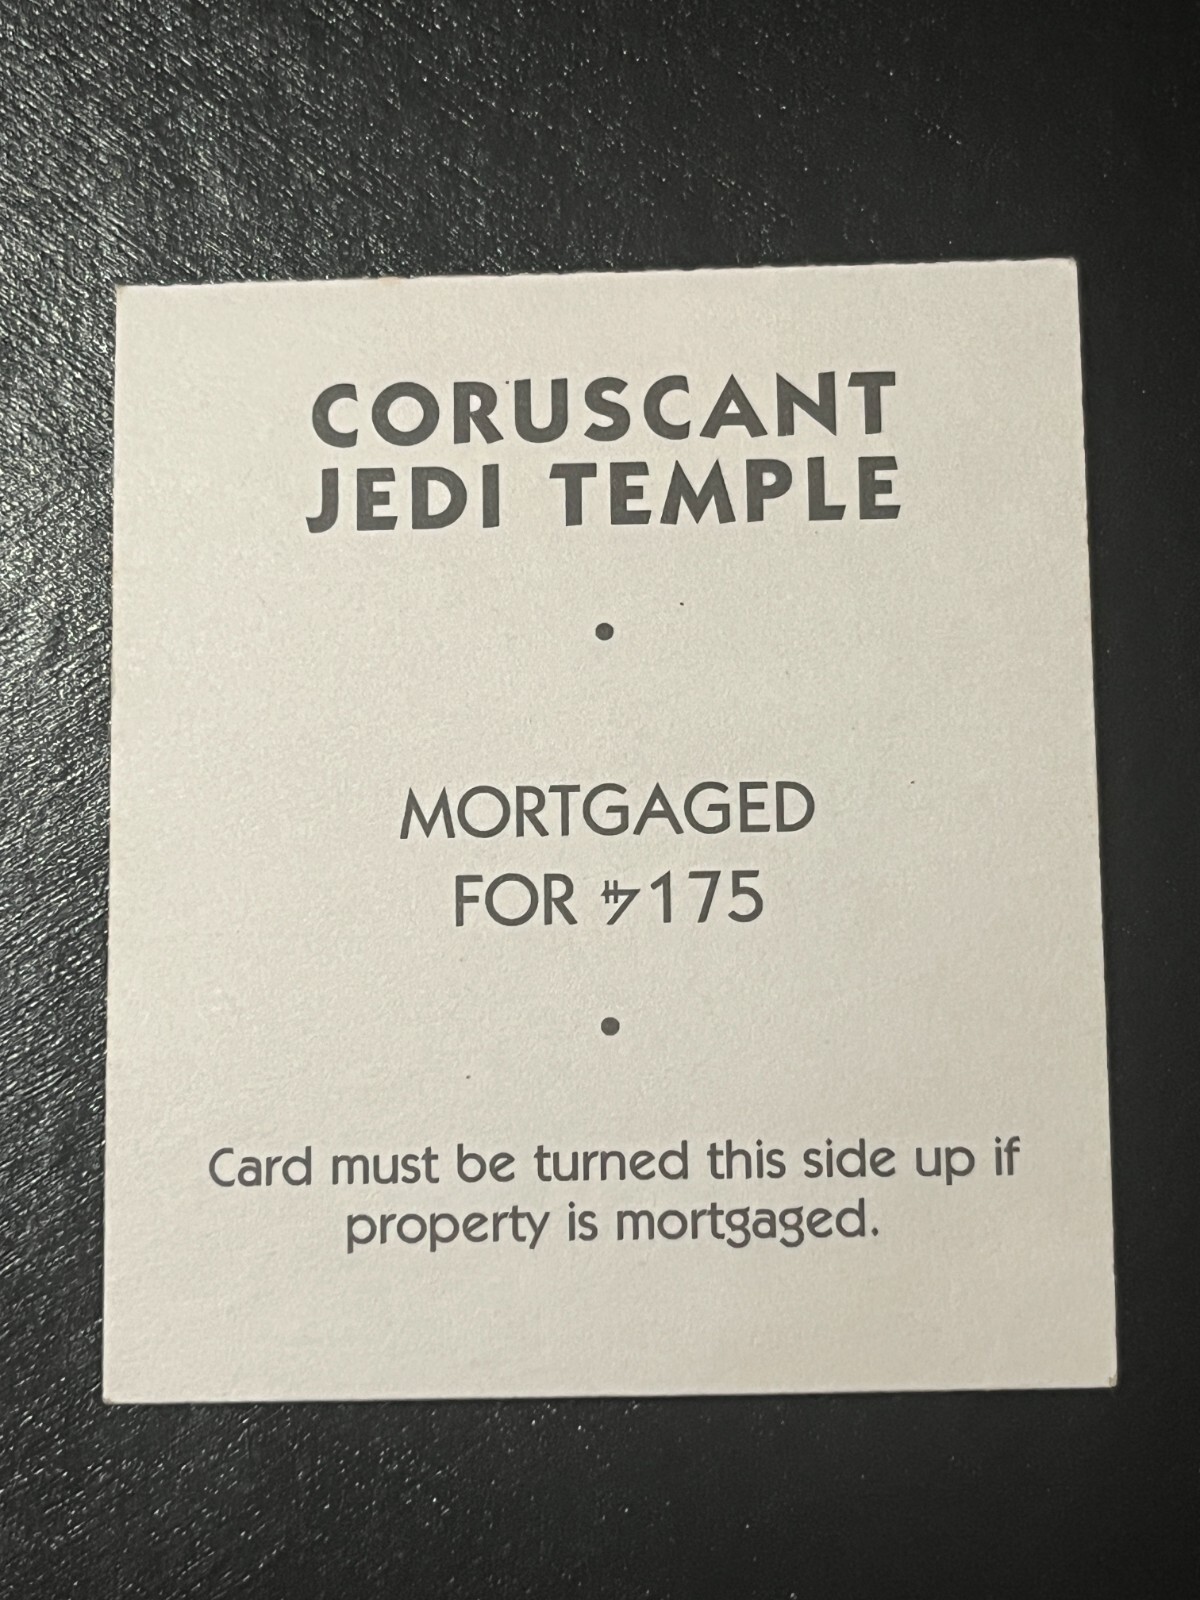 CORUSCANT
JEDI TEMPLE
•
MORTGAGED
FOR 175
•
Card must be turned this side up if
property is mortgaged.